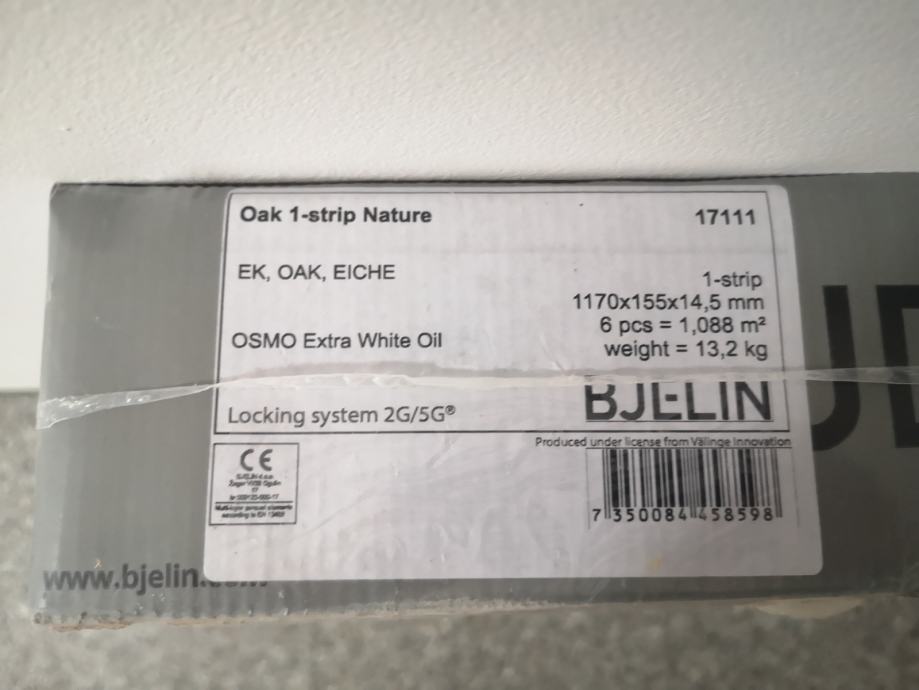 Oak 1-strip Nature 17111
EK, OAK, EICHE
1-strip
1170x155x14,5 mm
6 pcs = 1,088 m²
OSMO Extra White Oil
weight = 13,2 kg
BJELIN
Locking system 2G/5G®
Produced under license from Välinge Innovation
CE
7 350084 458598
www.bjelin.